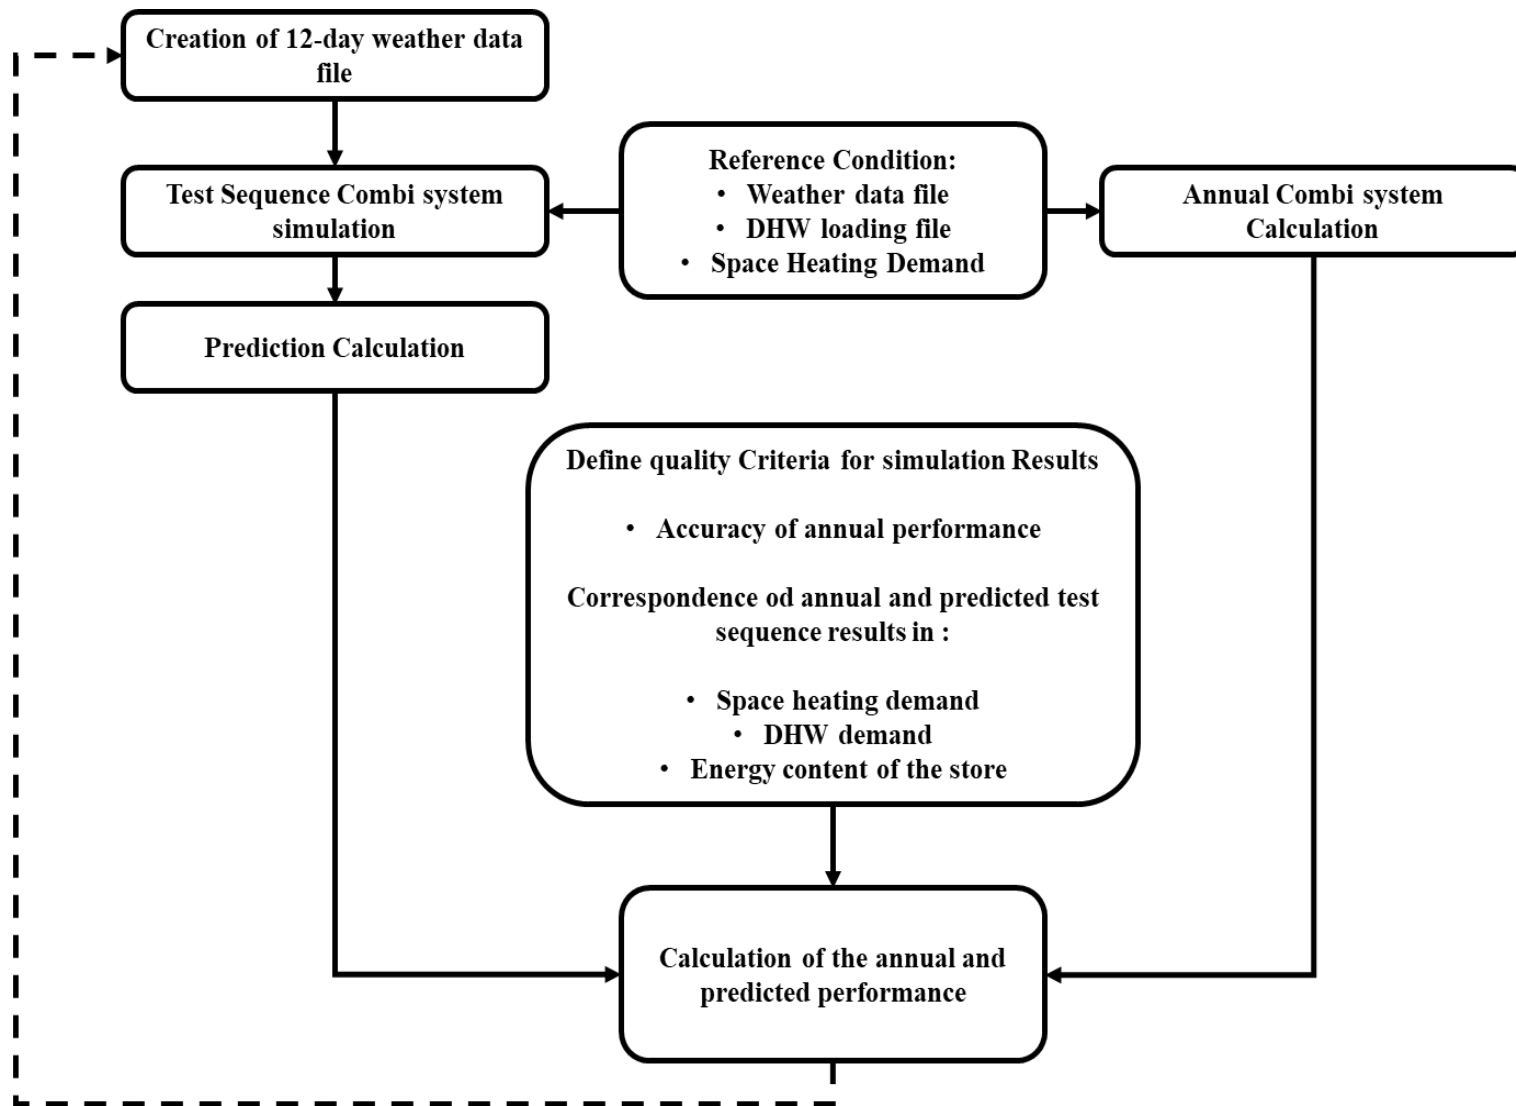 Creation of 12-day weather data
file
Reference Condition:
• Weather data file
• DHW loading file
• Space Heating Demand
Test Sequence Combi system
simulation
Annual Combi system
Calculation
Prediction Calculation
Define quality Criteria for simulation Results
• Accuracy of annual performance
Correspondence od annual and predicted test
sequence results in :
• Space heating demand
• DHW demand
• Energy content of the store
Calculation of the annual and
predicted performance